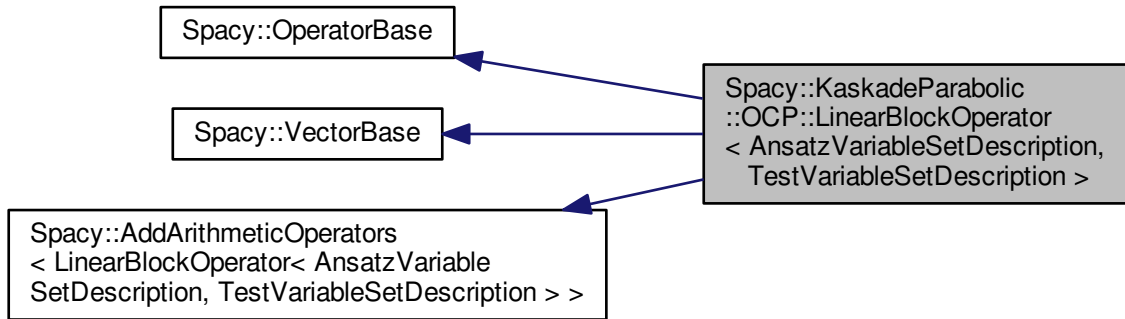 Spacy::OperatorBase
Spacy::VectorBase
Spacy::AddArithmeticOperators
< LinearBlockOperator< AnsatzVariable
SetDescription, TestVariableSetDescription > >
Spacy::KaskadeParabolic
::OCP::LinearBlockOperator
< AnsatzVariableSetDescription,
TestVariableSetDescription >